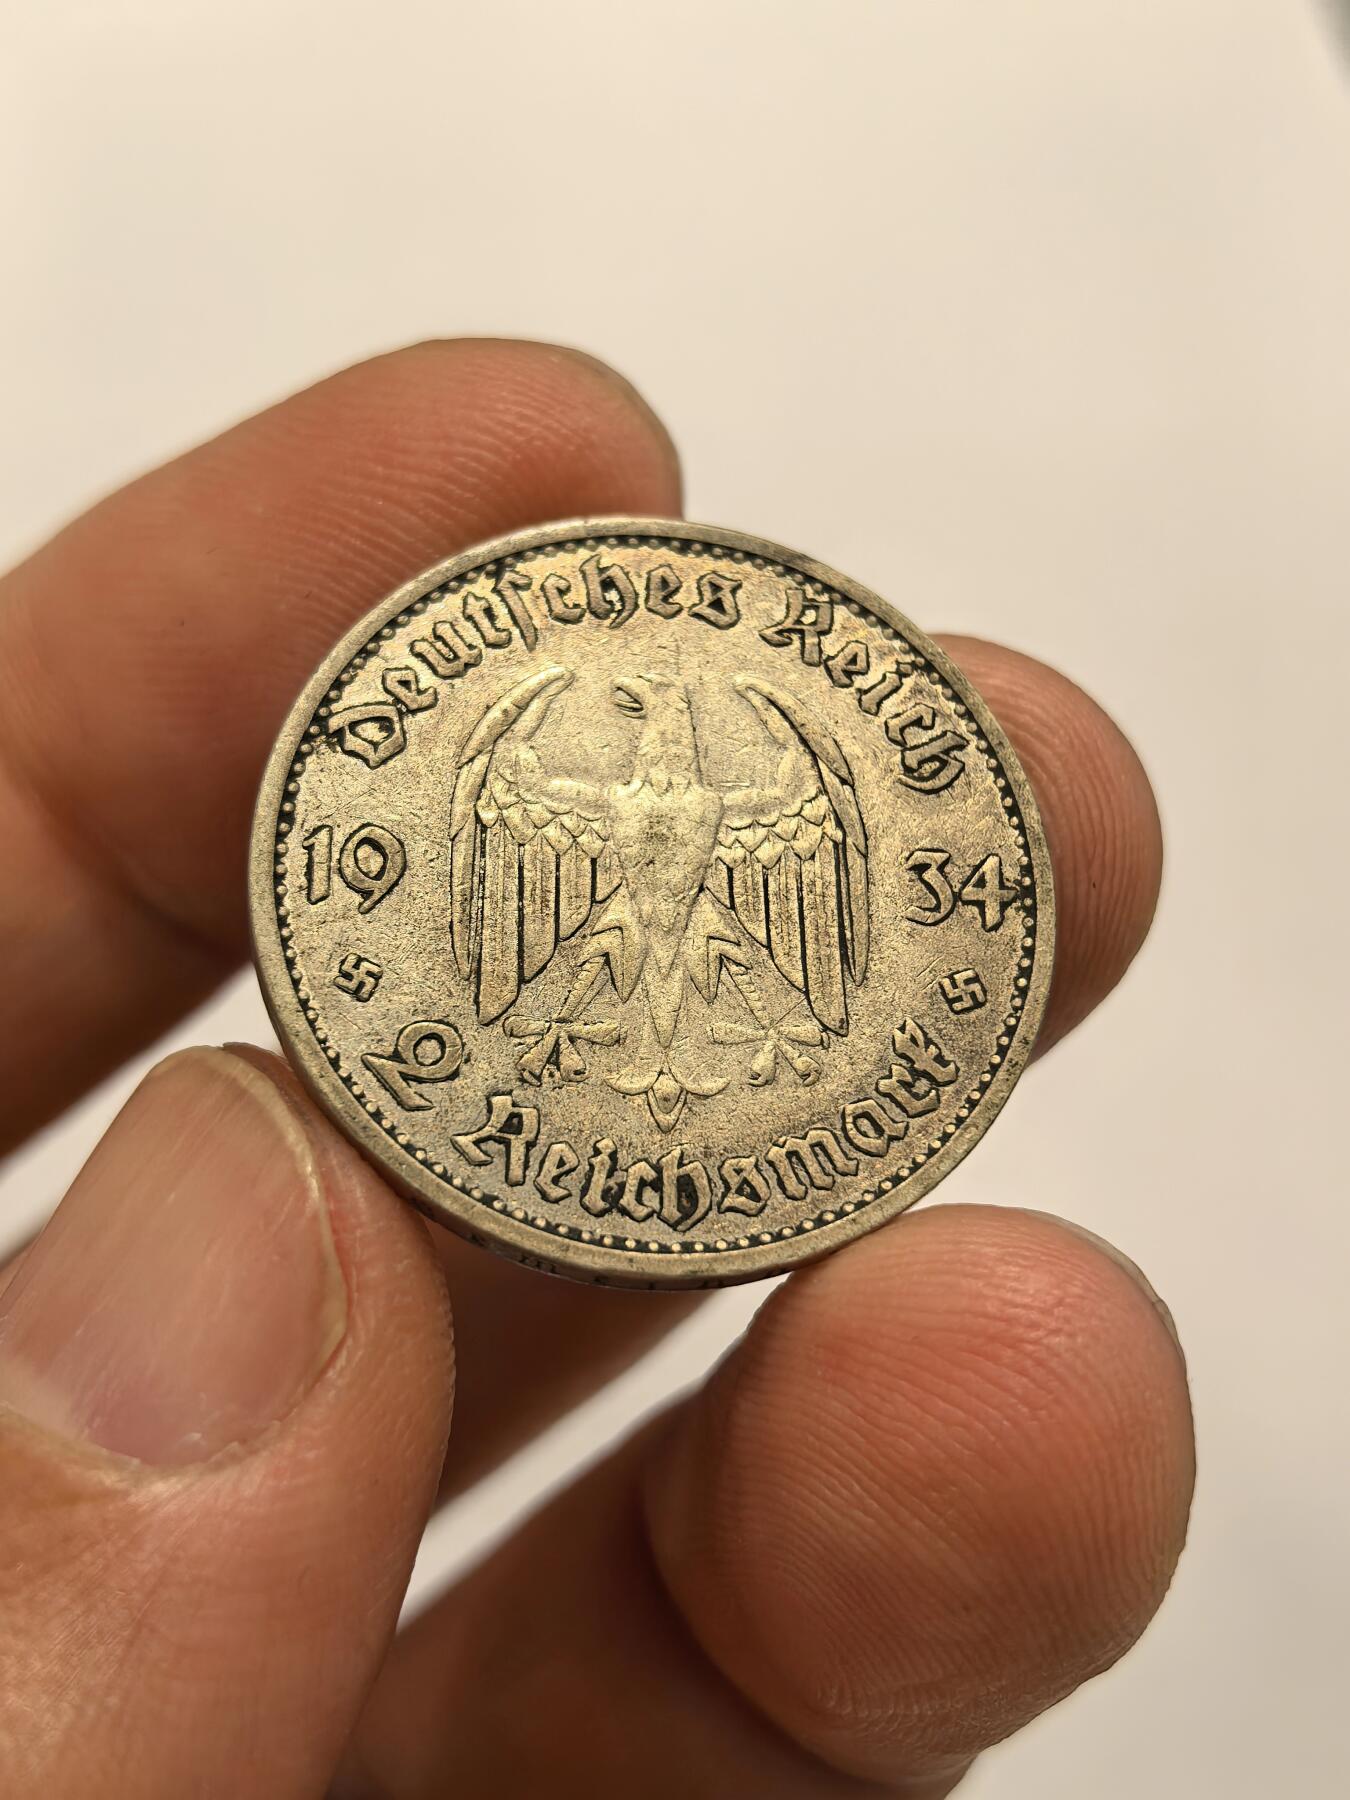 Deutsches Reich
19 34
2 Reichsmark